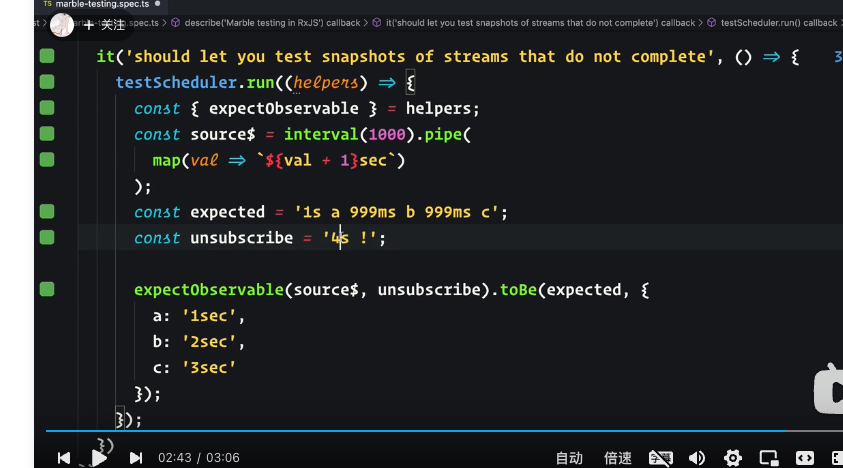 TS marble-testing.spec.ts
.spec.ts > describe('Marble testing in RxJS') callback > it('should let you test snapshots of streams that do not complete') callback > testScheduler.run() callback
+ 关注
it('should let you test snapshots of streams that do not complete', () ⇒ { 3
testScheduler.run((helpers) ⇒ {
const { expectObservable } = helpers;
const source$ = interval(1000).pipe(
map(val ⇒ `${val + 1}sec`)
);
const expected = '1s a 999ms b 999ms c';
const unsubscribe = '4s !';
expectObservable(source$, unsubscribe).toBe(expected, {
a: '1sec',
b: '2sec',
c: '3sec'
});
});
})
02:43 / 03:06 自动 倍速